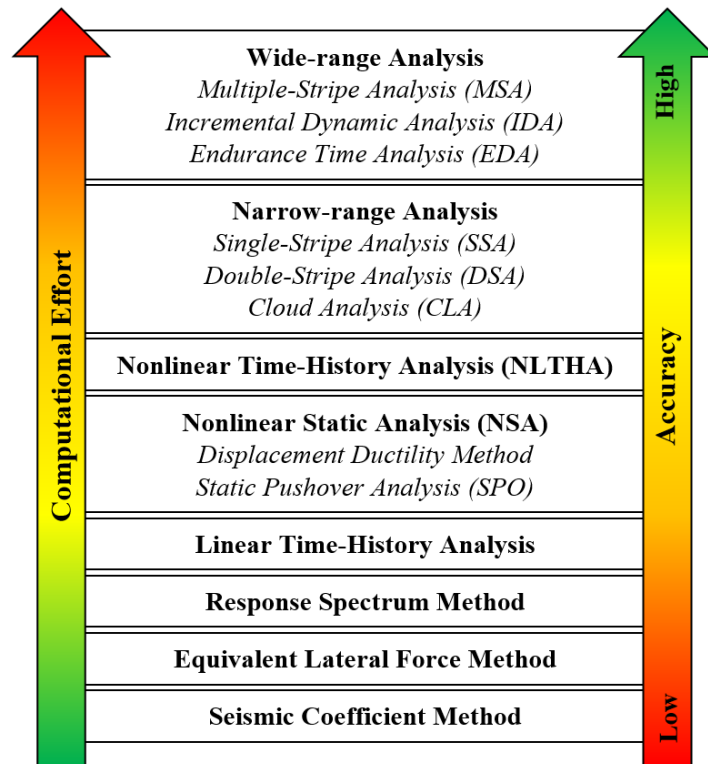 Wide-range Analysis
Multiple-Stripe Analysis (MSA)
Incremental Dynamic Analysis (IDA)
Endurance Time Analysis (EDA)
Narrow-range Analysis
Single-Stripe Analysis (SSA)
Double-Stripe Analysis (DSA)
Cloud Analysis (CLA)
Nonlinear Time-History Analysis (NLTHA)
Nonlinear Static Analysis (NSA)
Displacement Ductility Method
Static Pushover Analysis (SPO)
Linear Time-History Analysis
Response Spectrum Method
Equivalent Lateral Force Method
Seismic Coefficient Method
Computational Effort
High
Accuracy
Low